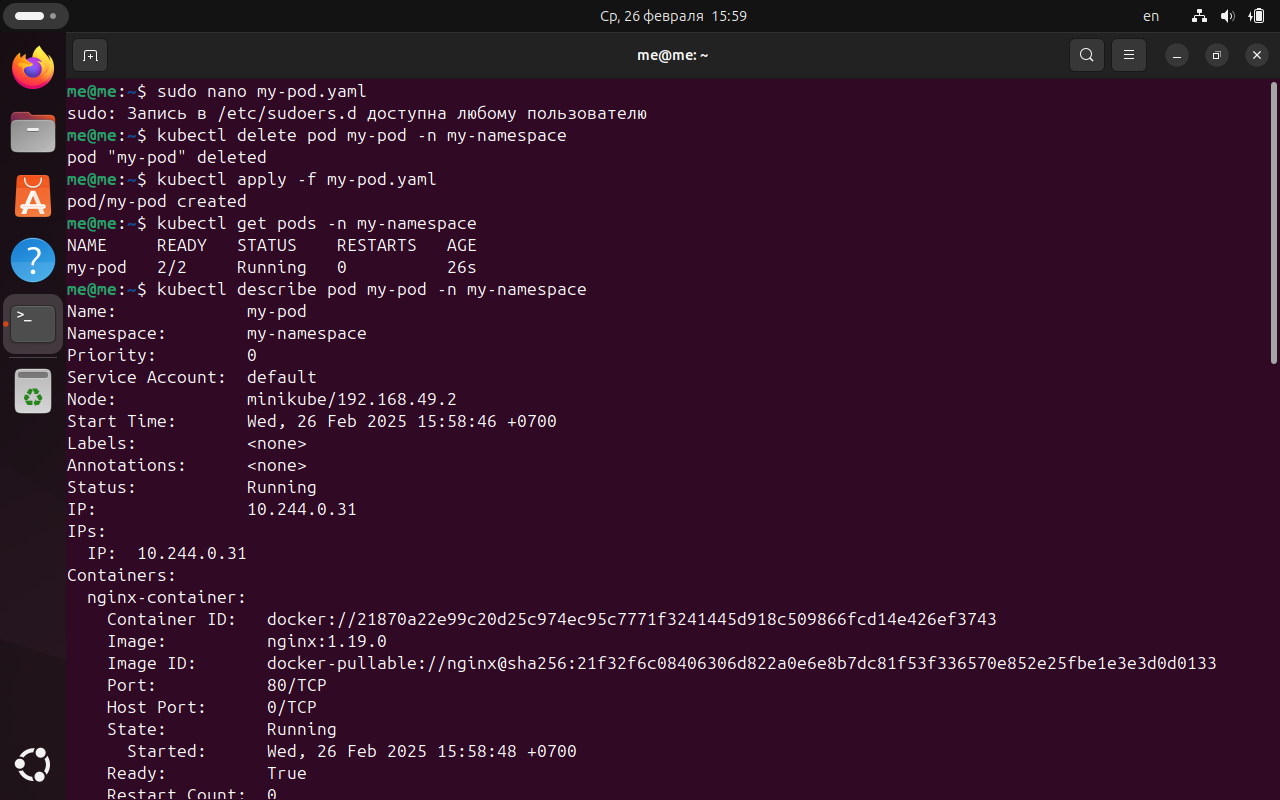 Ср, 26 февраля 15:59
en
me@me: ~
me@me:~$ sudo nano my-pod.yaml
sudo: Запись в /etc/sudoers.d доступна любому пользователю
me@me:~$ kubectl delete pod my-pod -n my-namespace
pod "my-pod" deleted
me@me:~$ kubectl apply -f my-pod.yaml
pod/my-pod created
me@me:~$ kubectl get pods -n my-namespace
NAME     READY   STATUS    RESTARTS   AGE
my-pod   2/2     Running   0          26s
me@me:~$ kubectl describe pod my-pod -n my-namespace
Name:             my-pod
Namespace:        my-namespace
Priority:         0
Service Account:  default
Node:             minikube/192.168.49.2
Start Time:       Wed, 26 Feb 2025 15:58:46 +0700
Labels:           <none>
Annotations:      <none>
Status:           Running
IP:               10.244.0.31
IPs:
  IP:  10.244.0.31
Containers:
  nginx-container:
    Container ID:   docker://21870a22e99c20d25c974ec95c7771f3241445d918c509866fcd14e426ef3743
    Image:          nginx:1.19.0
    Image ID:       docker-pullable://nginx@sha256:21f32f6c08406306d822a0e6e8b7dc81f53f336570e852e25fbe1e3e3d0d0133
    Port:           80/TCP
    Host Port:      0/TCP
    State:          Running
      Started:      Wed, 26 Feb 2025 15:58:48 +0700
    Ready:          True
    Restart Count:  0